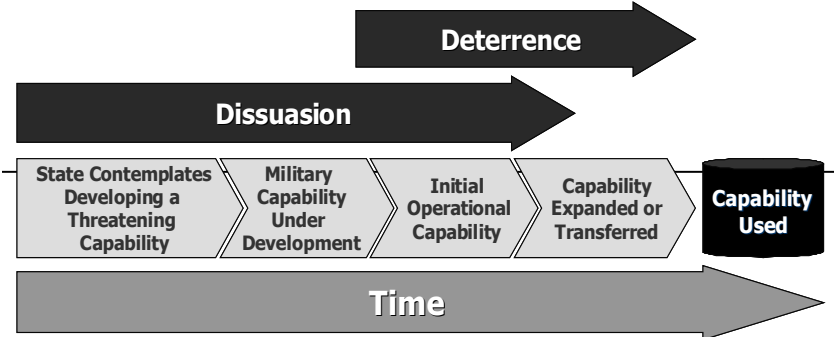 Deterrence
Dissuasion
State Contemplates
Developing a
Threatening
Capability
Military
Capability
Under
Development
Initial
Operational
Capability
Capability
Expanded or
Transferred
Capability
Used
Time